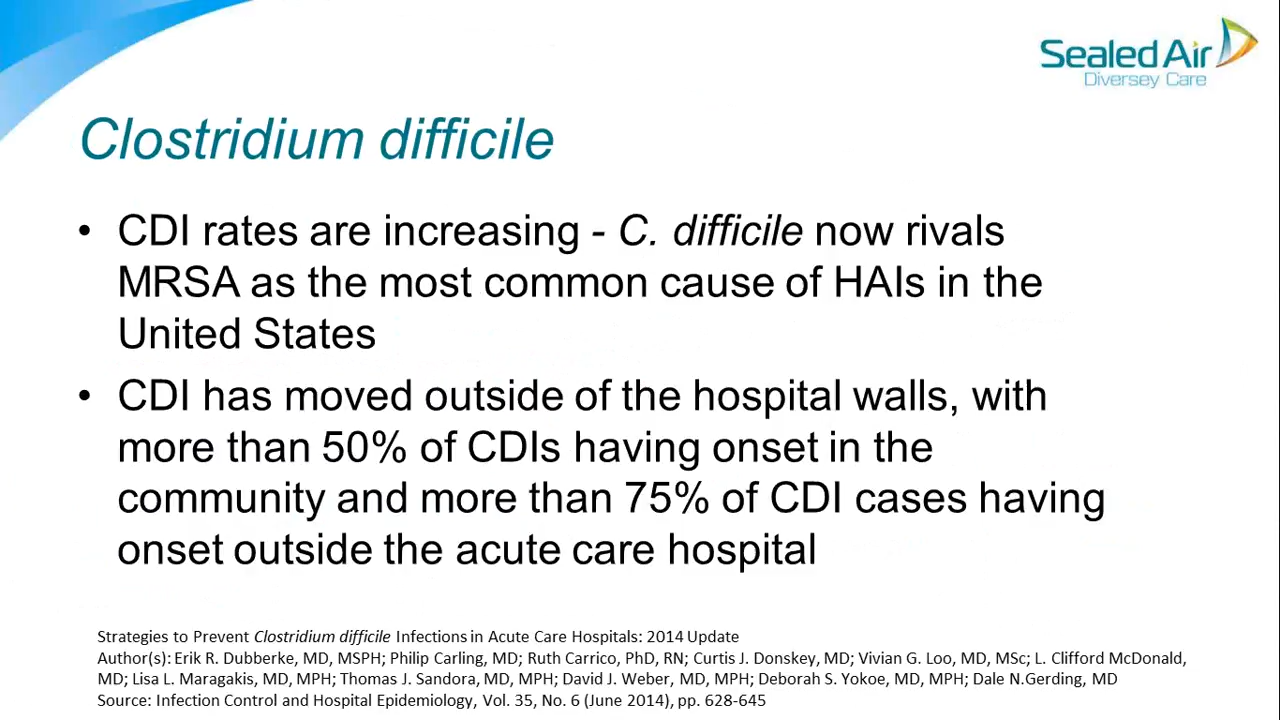 Sealed Air
Diversey Care
Clostridium difficile
• CDI rates are increasing - C. difficile now rivals
MRSA as the most common cause of HAIs in the
United States
• CDI has moved outside of the hospital walls, with
more than 50% of CDIs having onset in the
community and more than 75% of CDI cases having
onset outside the acute care hospital
Strategies to Prevent Clostridium difficile Infections in Acute Care Hospitals: 2014 Update
Author(s): Erik R. Dubberke, MD, MSPH; Philip Carling, MD; Ruth Carrico, PhD, RN; Curtis J. Donskey, MD; Vivian G. Loo, MD, MSc; L. Clifford McDonald,
MD; Lisa L. Maragakis, MD, MPH; Thomas J. Sandora, MD, MPH; David J. Weber, MD, MPH; Deborah S. Yokoe, MD, MPH; Dale N.Gerding, MD
Source: Infection Control and Hospital Epidemiology, Vol. 35, No. 6 (June 2014), pp. 628-645